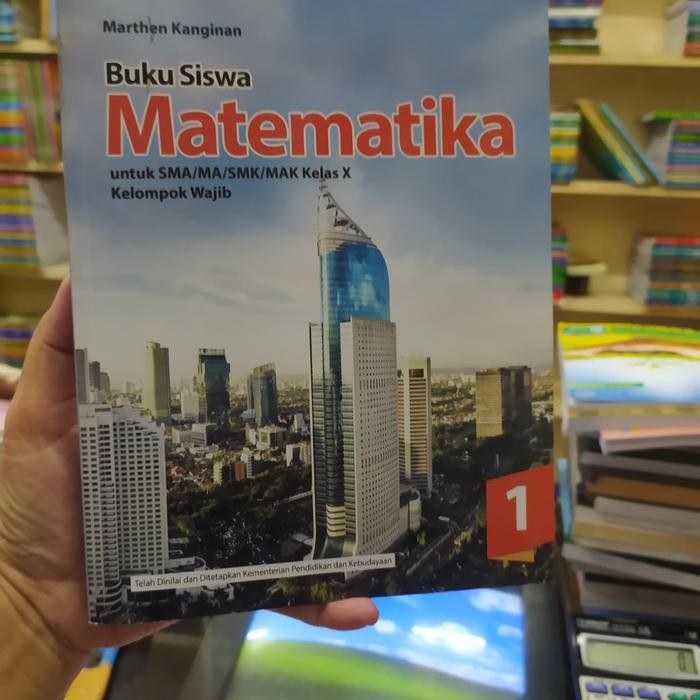 Marthen Kanginan
Buku Siswa
Matematika
untuk SMA/MA/SMK/MAK Kelas X
Kelompok Wajib
1
Telah Dinilai dan Ditetapkan Kementerian Pendidikan dan Kebudayaan